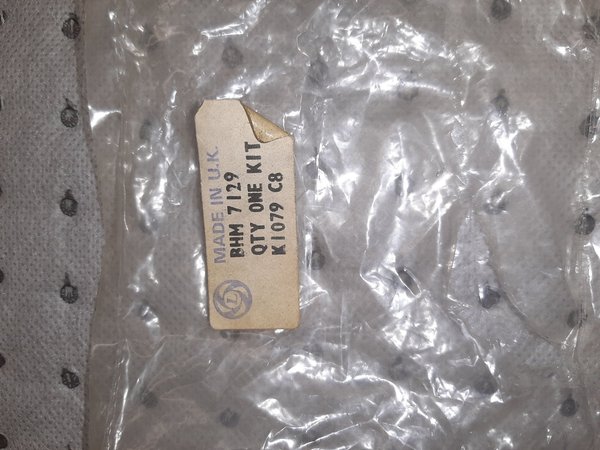 MADE IN U.K.
BHM 7129
QTY ONE KIT
K1079 C8
L